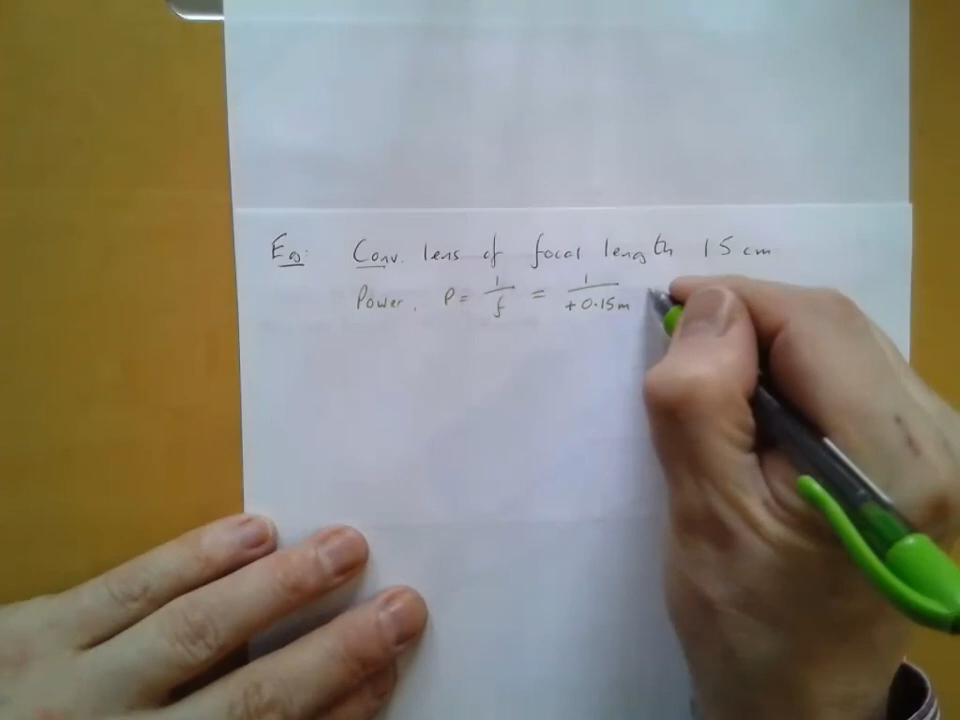 Eg: Conv. lens of focal length 15 cm
Power, P = 1/f = 1/+0.15m